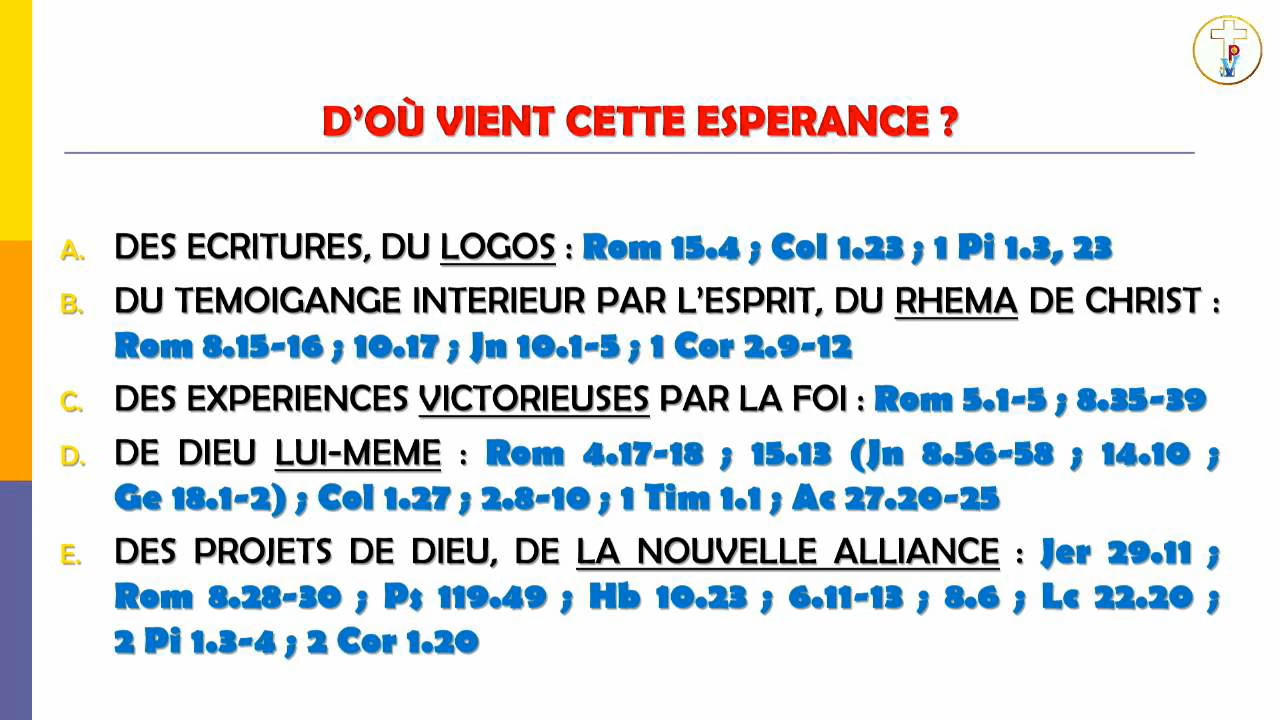 D'OÙ VIENT CETTE ESPERANCE ?
A. DES ECRITURES, DU LOGOS : Rom 15.4 ; Col 1.23 ; 1 Pi 1.3, 23
B. DU TEMOIGANGE INTERIEUR PAR L'ESPRIT, DU RHEMA DE CHRIST :
Rom 8.15-16 ; 10.17 ; Jn 10.1-5 ; 1 Cor 2.9-12
C. DES EXPERIENCES VICTORIEUSES PAR LA FOI : Rom 5.1-5 ; 8.35-39
D. DE DIEU LUI-MEME : Rom 4.17-18 ; 15.13 (Jn 8.56-58 ; 14.10 ;
Ge 18.1-2) ; Col 1.27 ; 2.8-10 ; 1 Tim 1.1 ; Ac 27.20-25
E. DES PROJETS DE DIEU, DE LA NOUVELLE ALLIANCE : Jer 29.11 ;
Rom 8.28-30 ; Ps 119.49 ; Hb 10.23 ; 6.11-13 ; 8.6 ; Lc 22.20 ;
2 Pi 1.3-4 ; 2 Cor 1.20